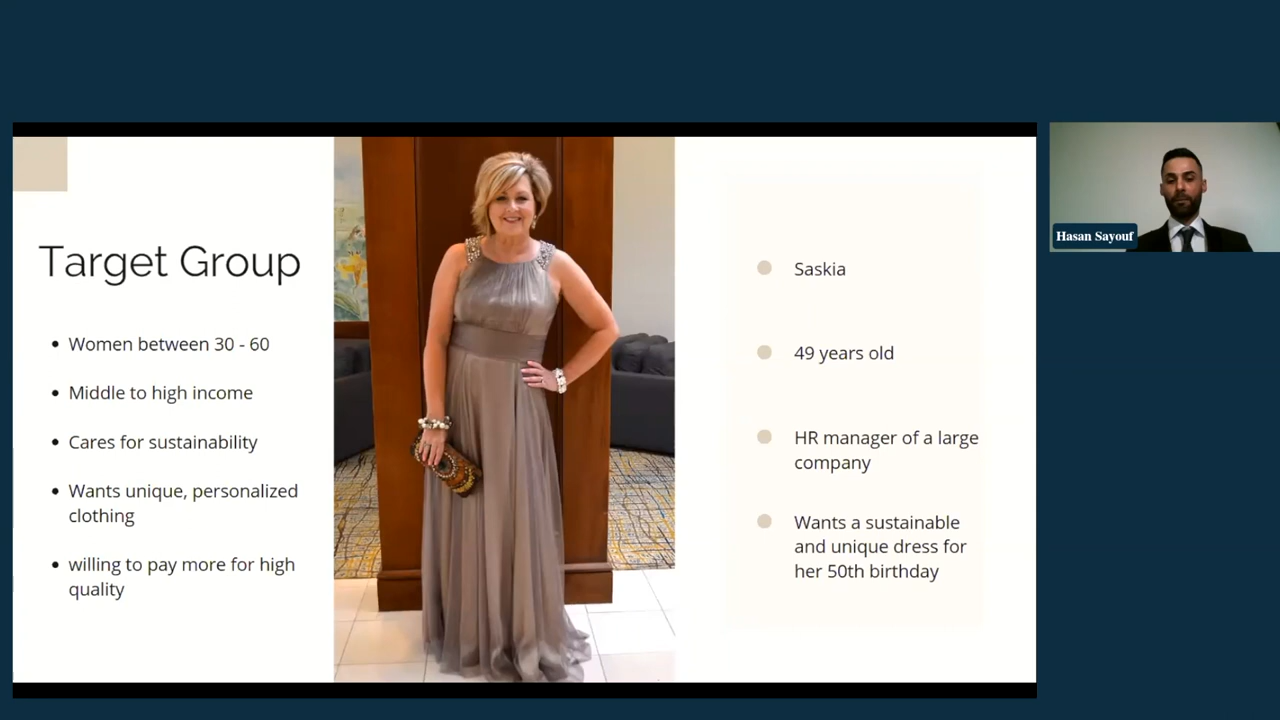 Target Group
Women between 30 - 60
Middle to high income
Cares for sustainability
Wants unique, personalized
clothing
willing to pay more for high
quality
Saskia
49 years old
HR manager of a large
company
Wants a sustainable
and unique dress for
her 50th birthday
Hasan Sayouf